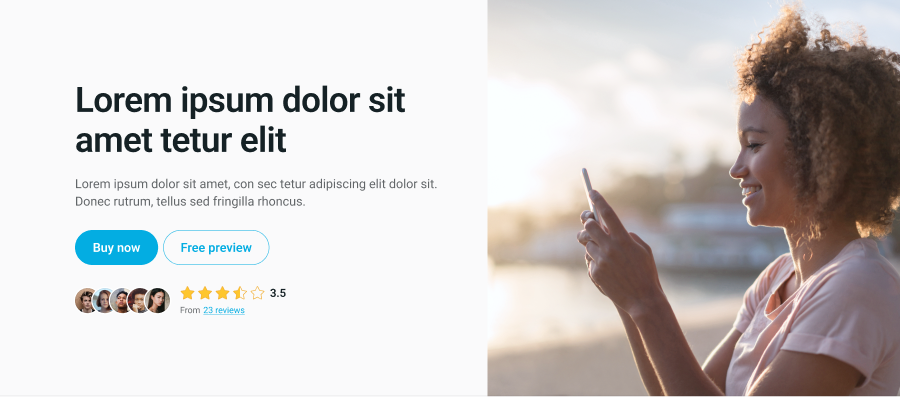 Lorem ipsum dolor sit
amet tetur elit
Lorem ipsum dolor sit amet, con sec tetur adipiscing elit dolor sit.
Donec rutrum, tellus sed fringilla rhoncus.
Buy now
Free preview
3.5
From 23 reviews